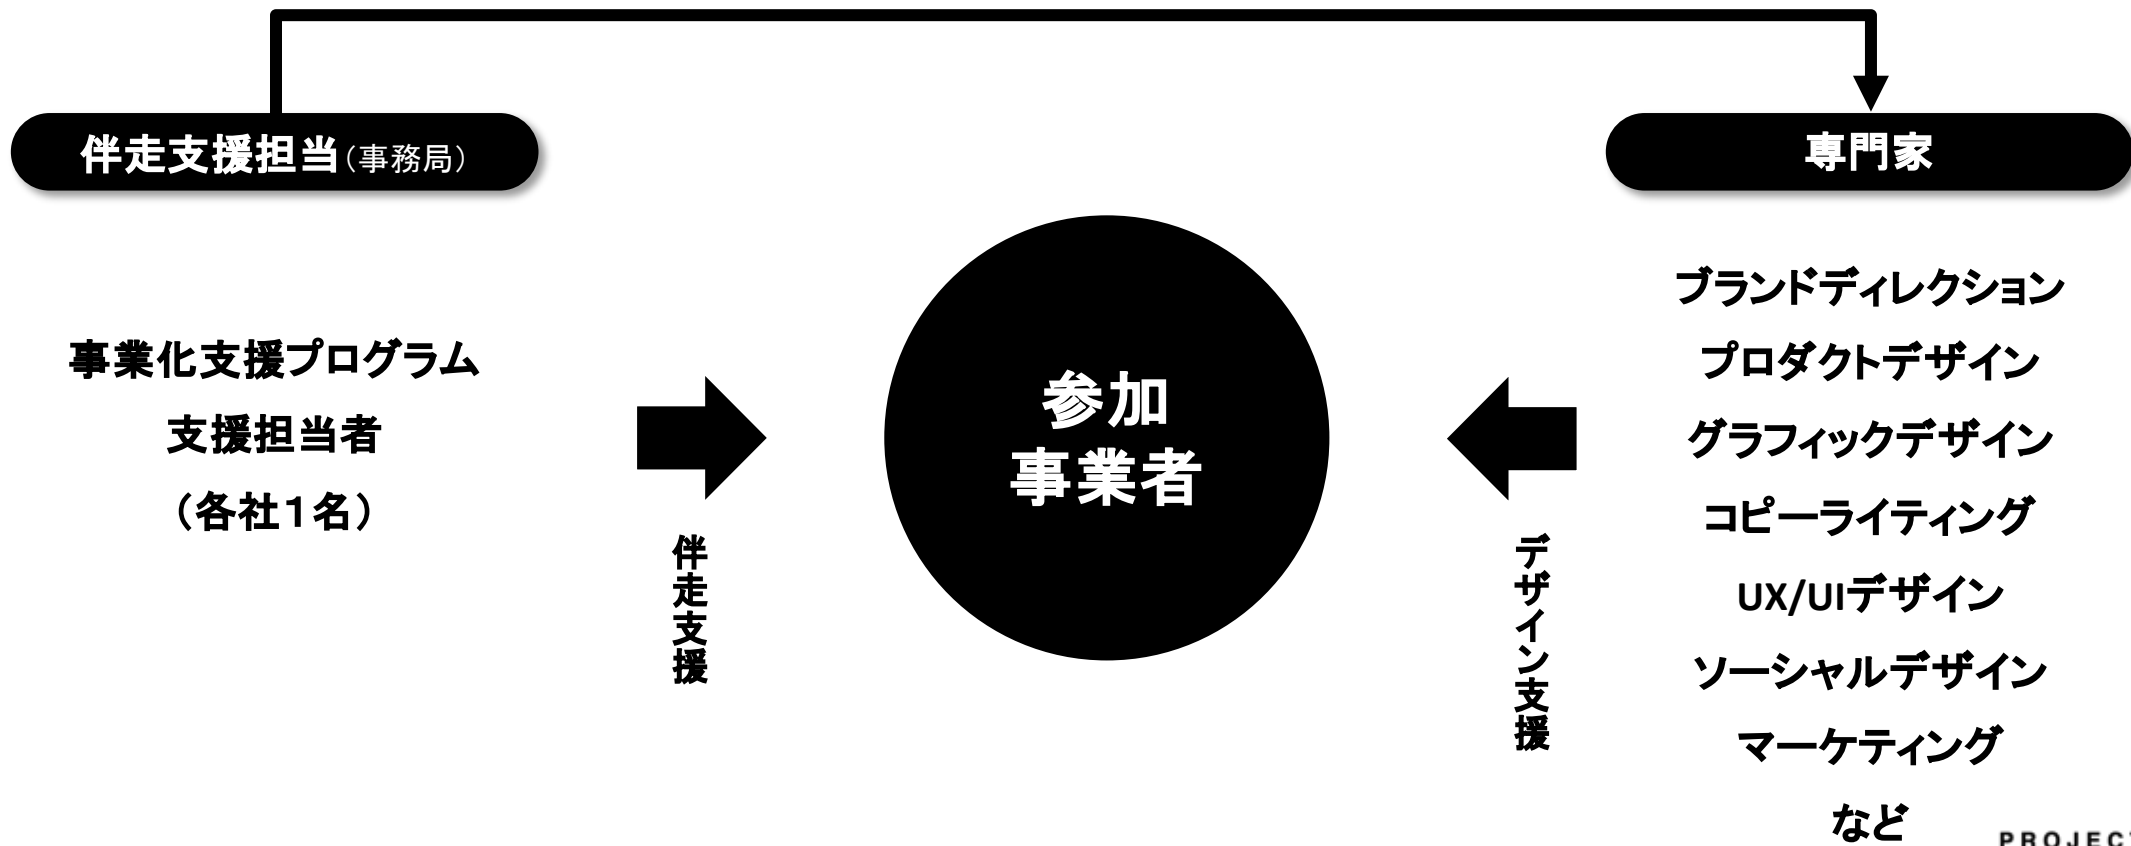 伴走支援担当(事務局)
事業化支援プログラム
支援担当者
(各社1名)
伴走支援
参加
事業者
デザイン支援
専門家
ブランドディレクション
プロダクトデザイン
グラフィックデザイン
コピーライティング
UX/UIデザイン
ソーシャルデザイン
マーケティング
など